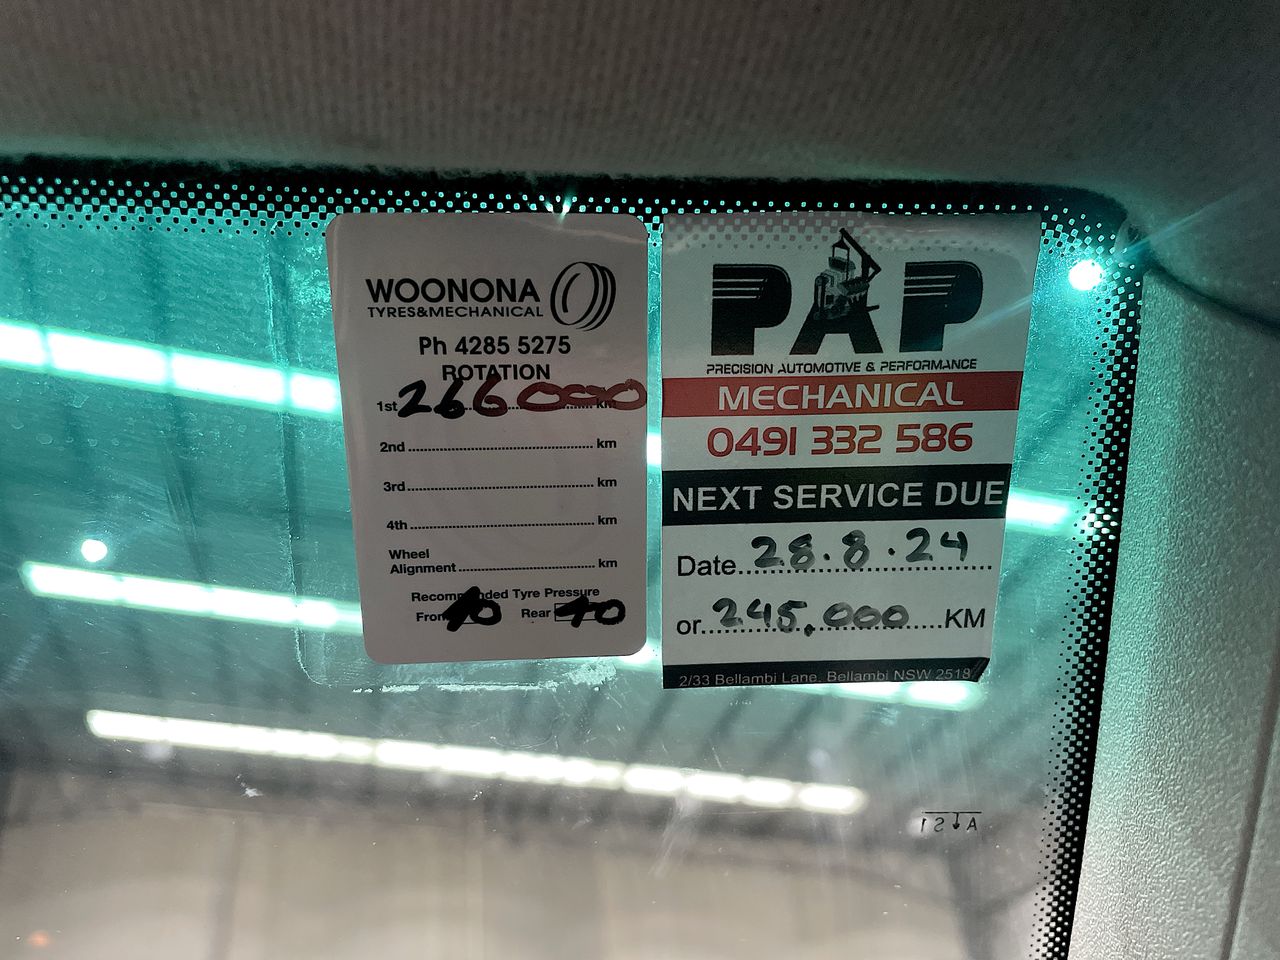 WOONONA
TYRES&MECHANICAL
Ph 4285 5275
ROTATION
1st 266000 km
2nd km
3rd km
4th km
Wheel
Alignment km
Recommended Tyre Pressure
Front 40 Rear 40
PAP
PRECISION AUTOMOTIVE & PERFORMANCE
MECHANICAL
0491 332 586
NEXT SERVICE DUE
Date 28.8.24
or 245,000 KM
2/33 Bellambi Lane, Bellambi NSW 2518